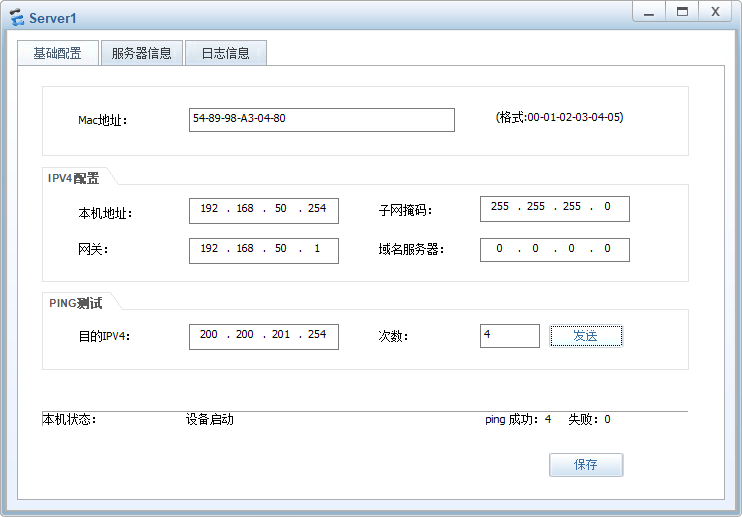 Server1
基础配置 服务器信息 日志信息
Mac地址： 54-89-98-A3-04-80 (格式:00-01-02-03-04-05)
IPV4配置
本机地址： 192 . 168 . 50 . 254 子网掩码： 255 . 255 . 255 . 0
网关： 192 . 168 . 50 . 1 域名服务器： 0 . 0 . 0 . 0
PING测试
目的IPV4： 200 . 200 . 201 . 254 次数： 4 发送
本机状态： 设备启动 ping 成功：4 失败：0
保存